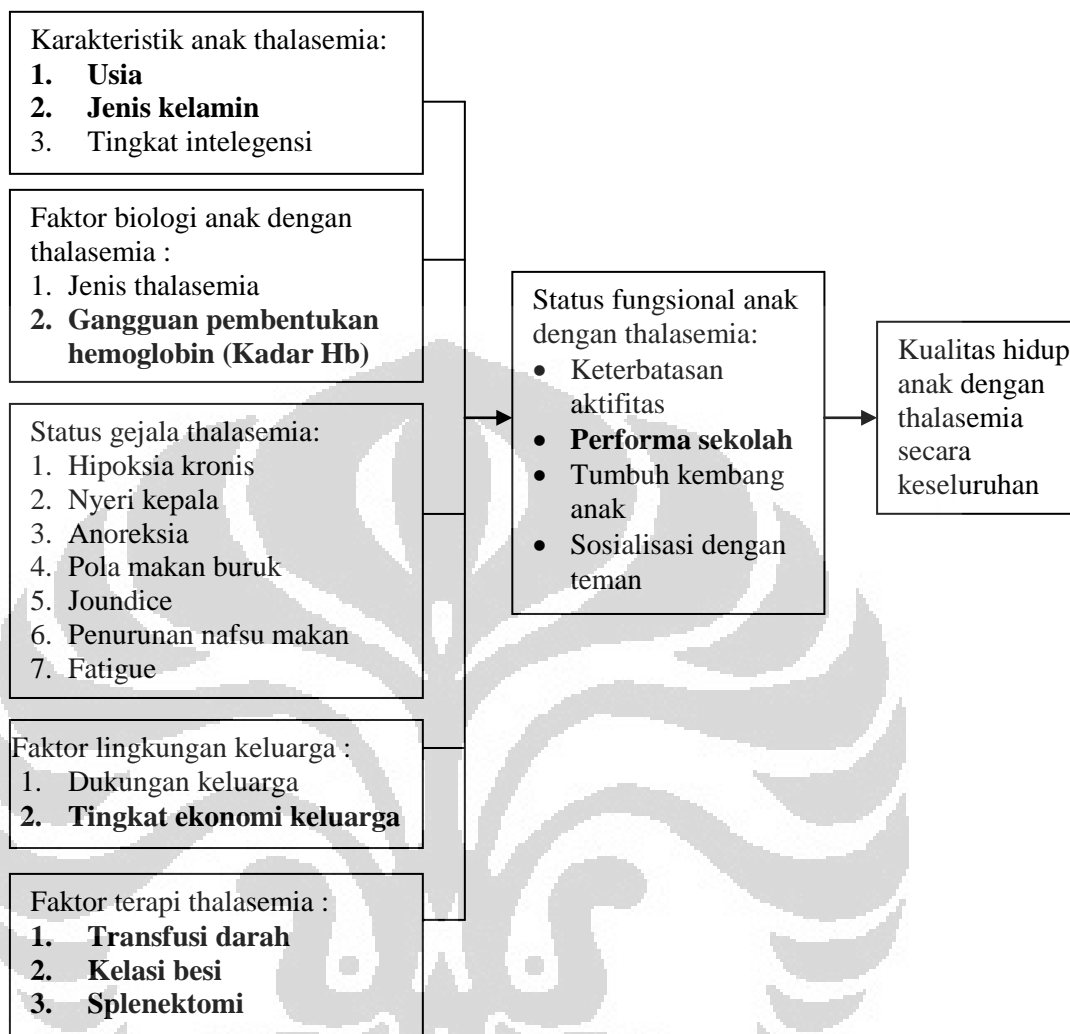 Karakteristik anak thalasemia:
1. Usia
2. Jenis kelamin
3. Tingkat intelegensi
Faktor biologi anak dengan
thalasemia :
1. Jenis thalasemia
2. Gangguan pembentukan
hemoglobin (Kadar Hb)
Status gejala thalasemia:
1. Hipoksia kronis
2. Nyeri kepala
3. Anoreksia
4. Pola makan buruk
5. Joundice
6. Penurunan nafsu makan
7. Fatigue
Faktor lingkungan keluarga :
1. Dukungan keluarga
2. Tingkat ekonomi keluarga
Faktor terapi thalasemia :
1. Transfusi darah
2. Kelasi besi
3. Splenektomi
Status fungsional anak
dengan thalasemia:
• Keterbatasan
aktifitas
• Performa sekolah
• Tumbuh kembang
anak
• Sosialisasi dengan
teman
Kualitas hidup
anak dengan
thalasemia
secara
keseluruhan